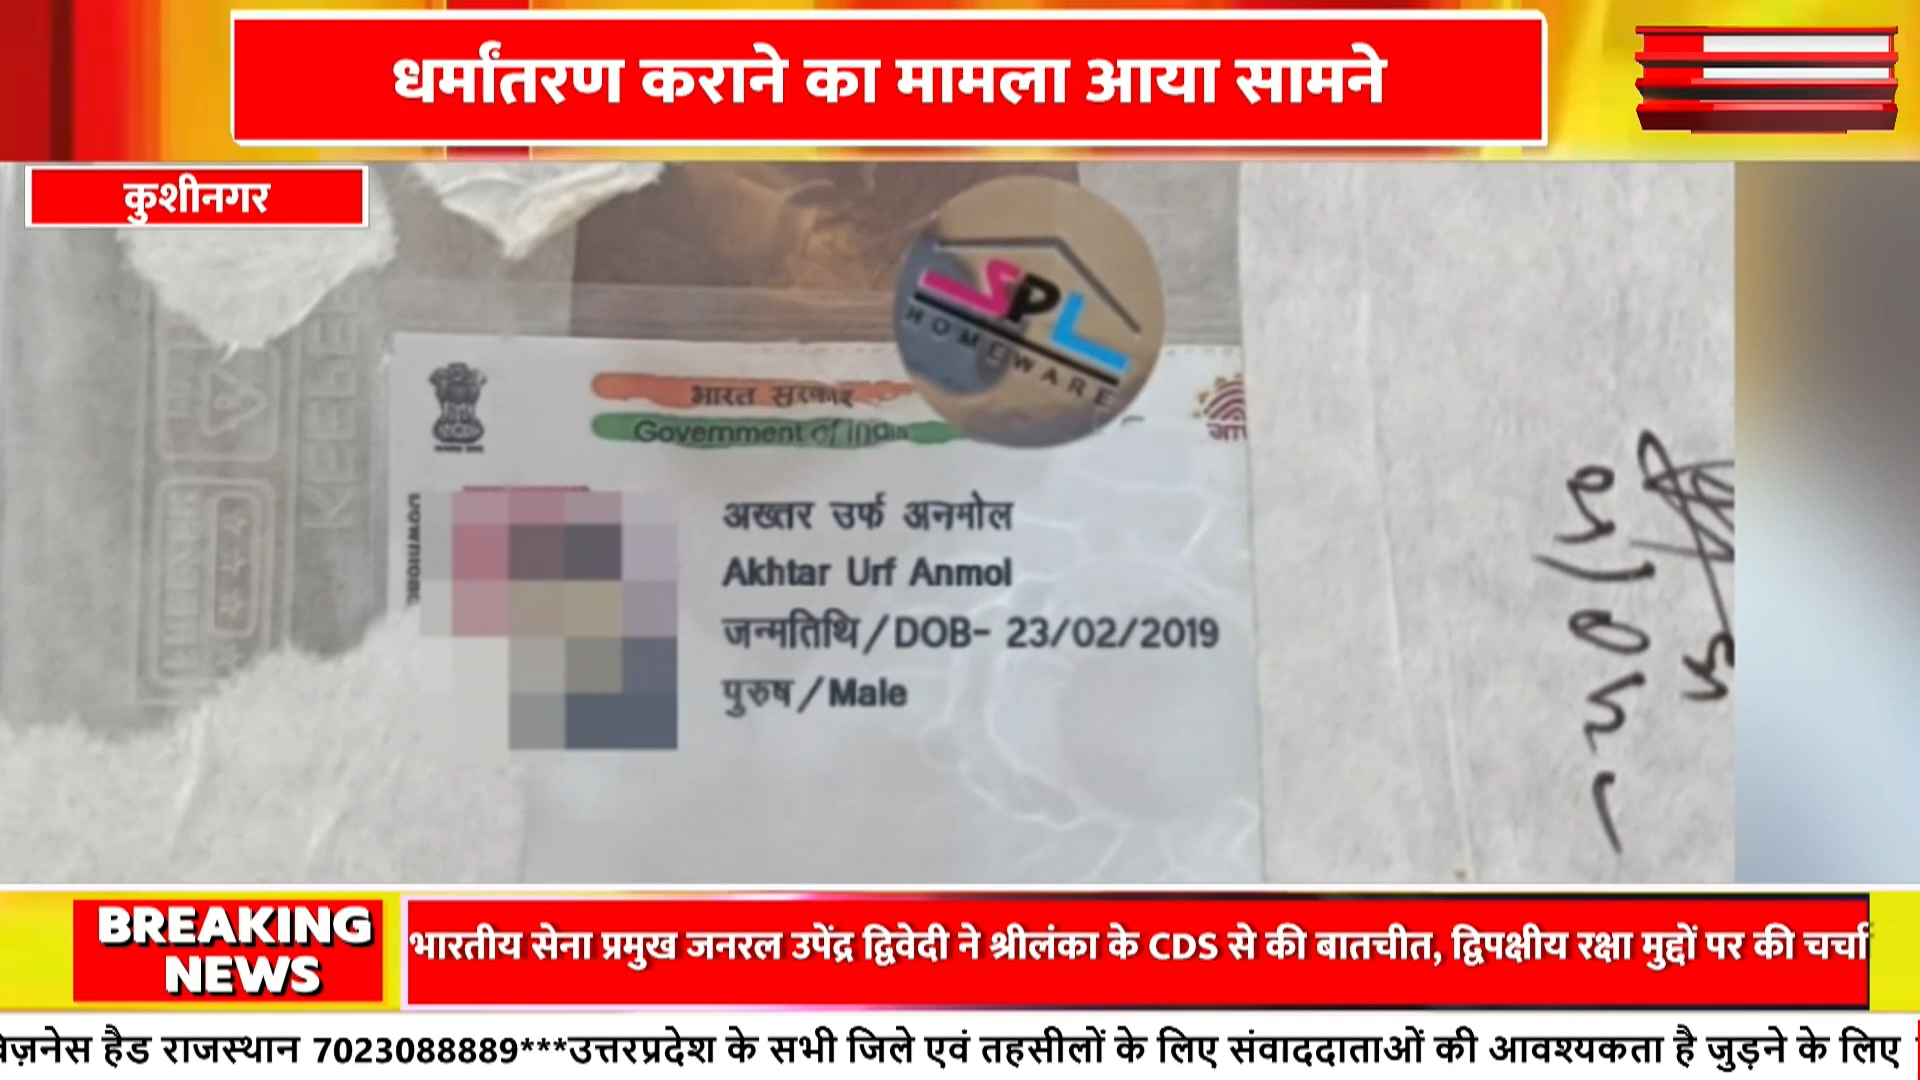 धर्मांतरण कराने का मामला आया सामने
कुशीनगर
SPL
HOMEWARE
भारत सरकार
Government of India
अख्तर उर्फ अनमोल
Akhtar Urf Anmol
जन्मतिथि/DOB- 23/02/2019
पुरुष/Male
BREAKING
NEWS
भारतीय सेना प्रमुख जनरल उपेंद्र द्विवेदी ने श्रीलंका के CDS से की बातचीत, द्विपक्षीय रक्षा मुद्दों पर की चर्चा
हैड राजस्थान 7023088889***उत्तरप्रदेश के सभी जिले एवं तहसीलों के लिए संवाददाताओं की आवश्यकता है जुड़ने के लिए